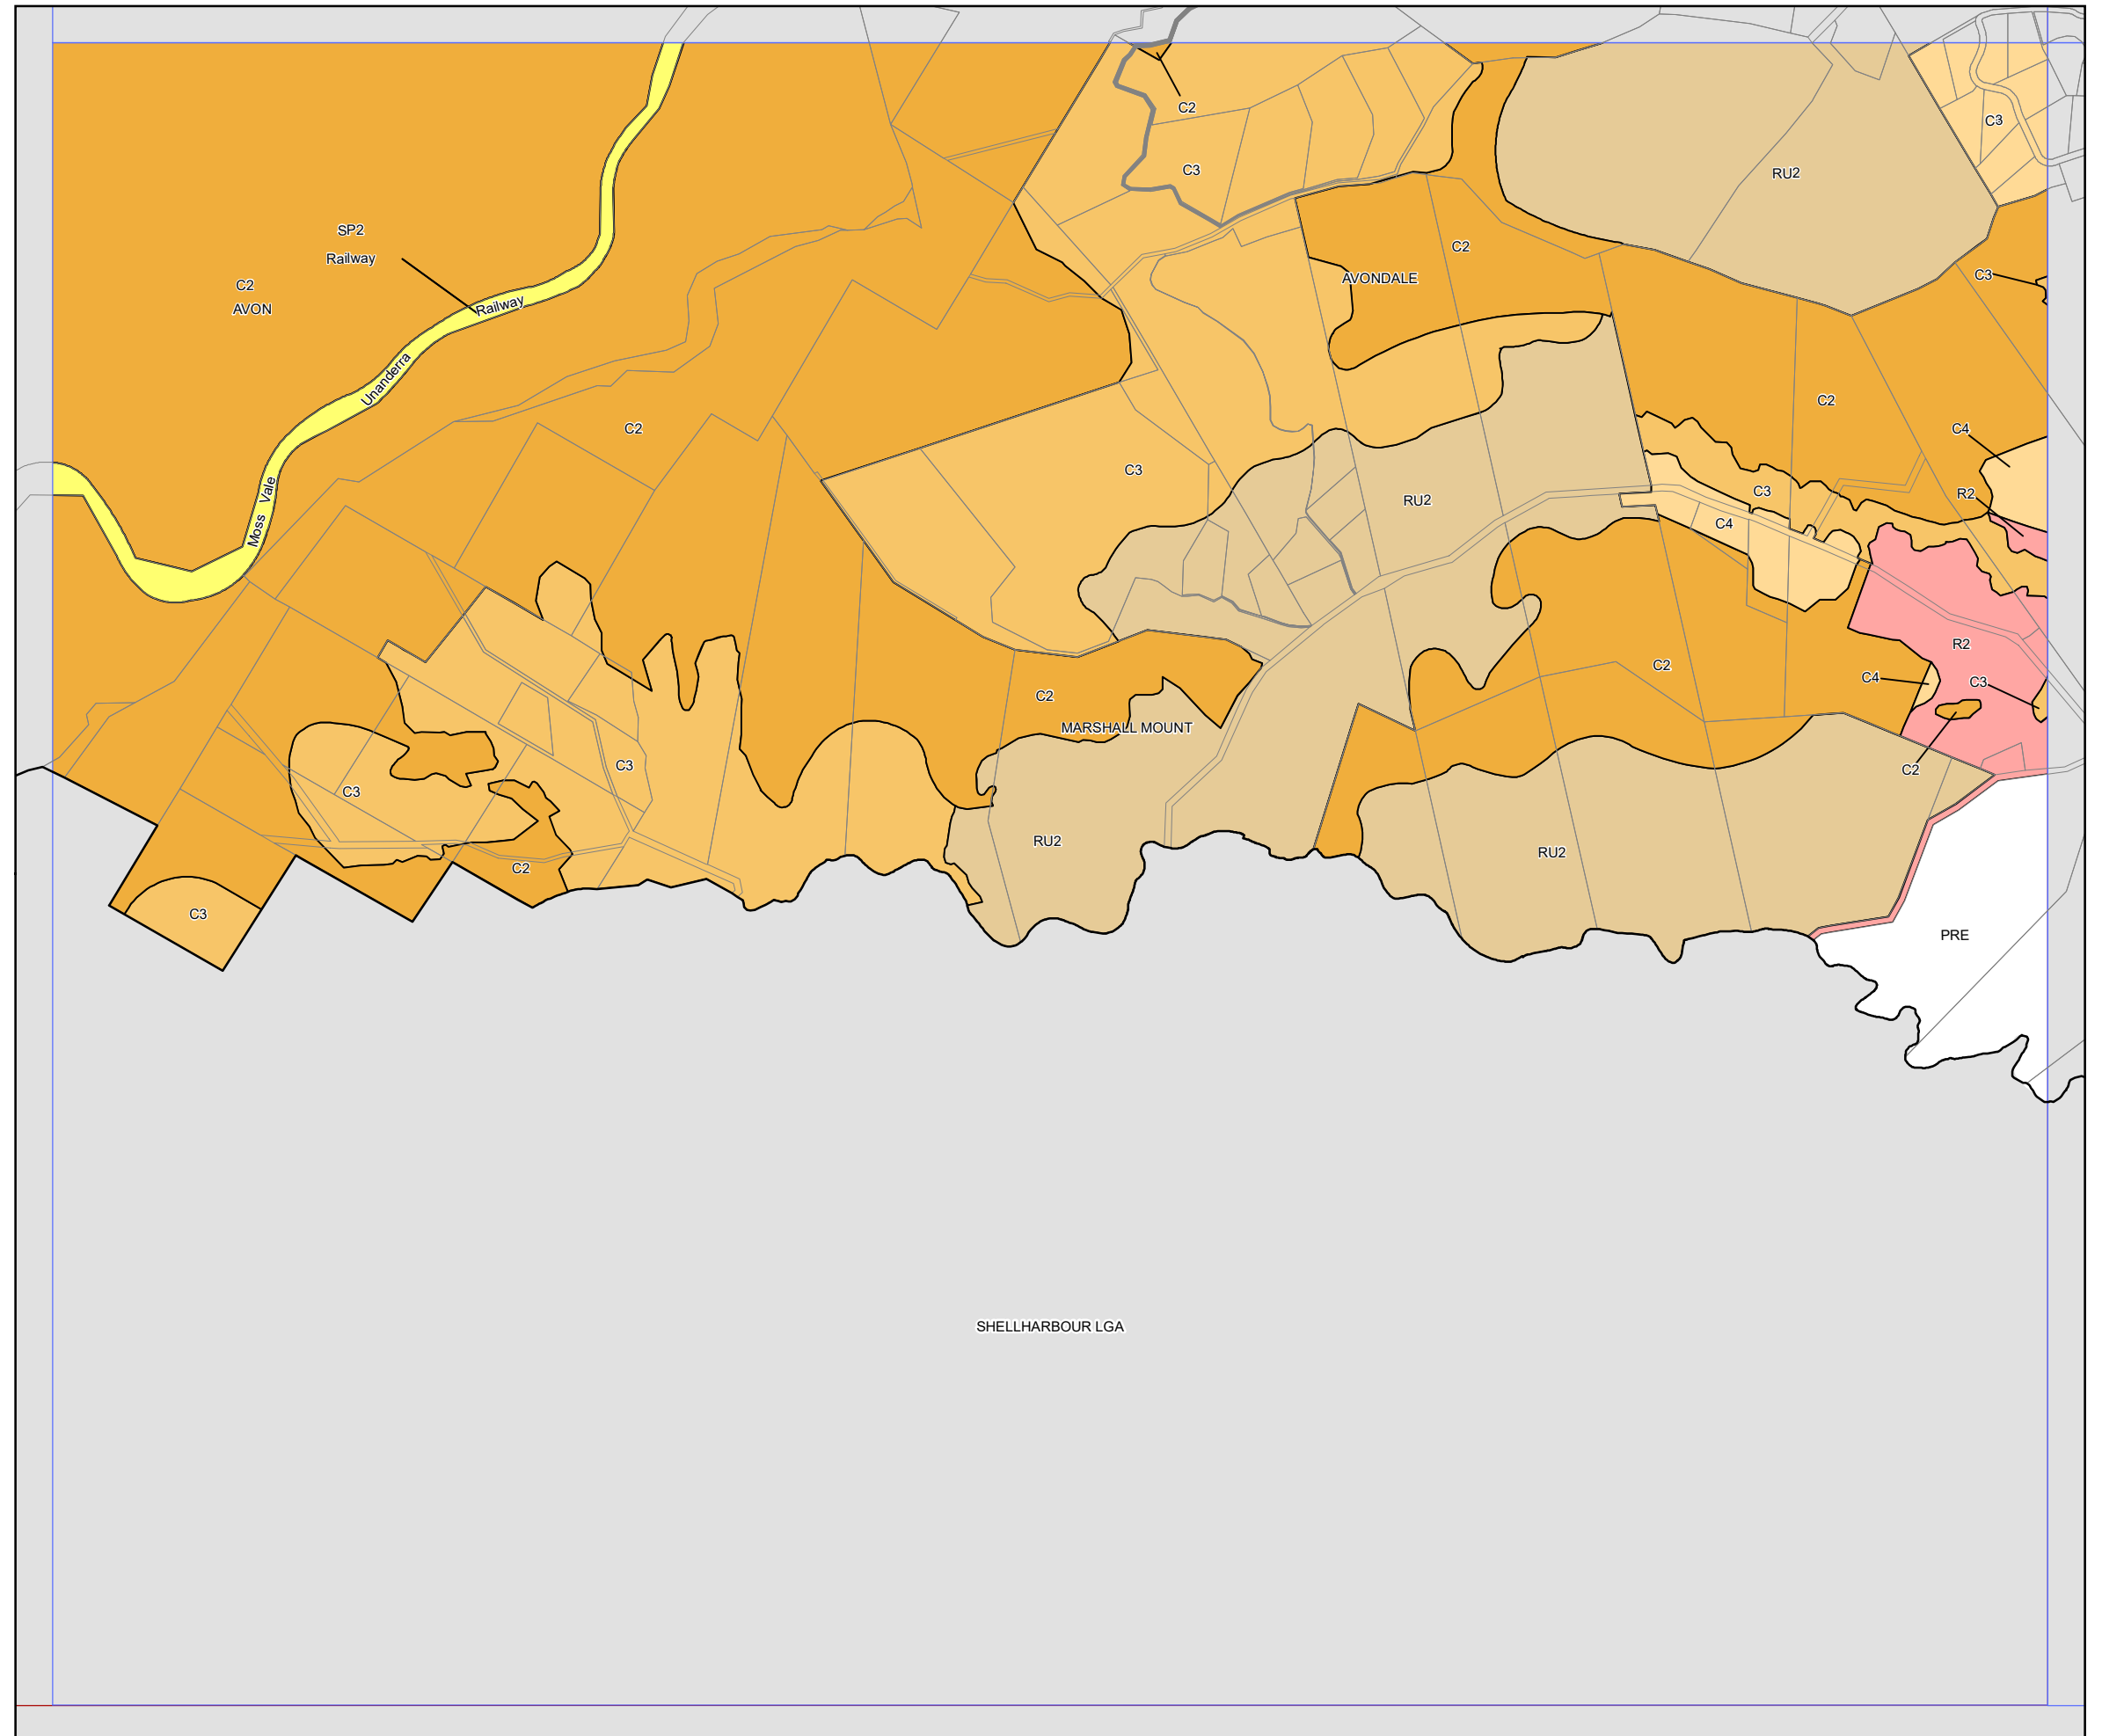 C2
C3
C3
RU2
SP2
Railway
C2
AVONDALE
C3
C2
AVON
Railway
Unanderra
C2
C4
C2
C3
Moss Vale
RU2
C3
R2
C4
C2
R2
C4
C3
C2
MARSHALL MOUNT
C3
C2
C3
RU2
RU2
C2
C3
PRE
SHELLHARBOUR LGA